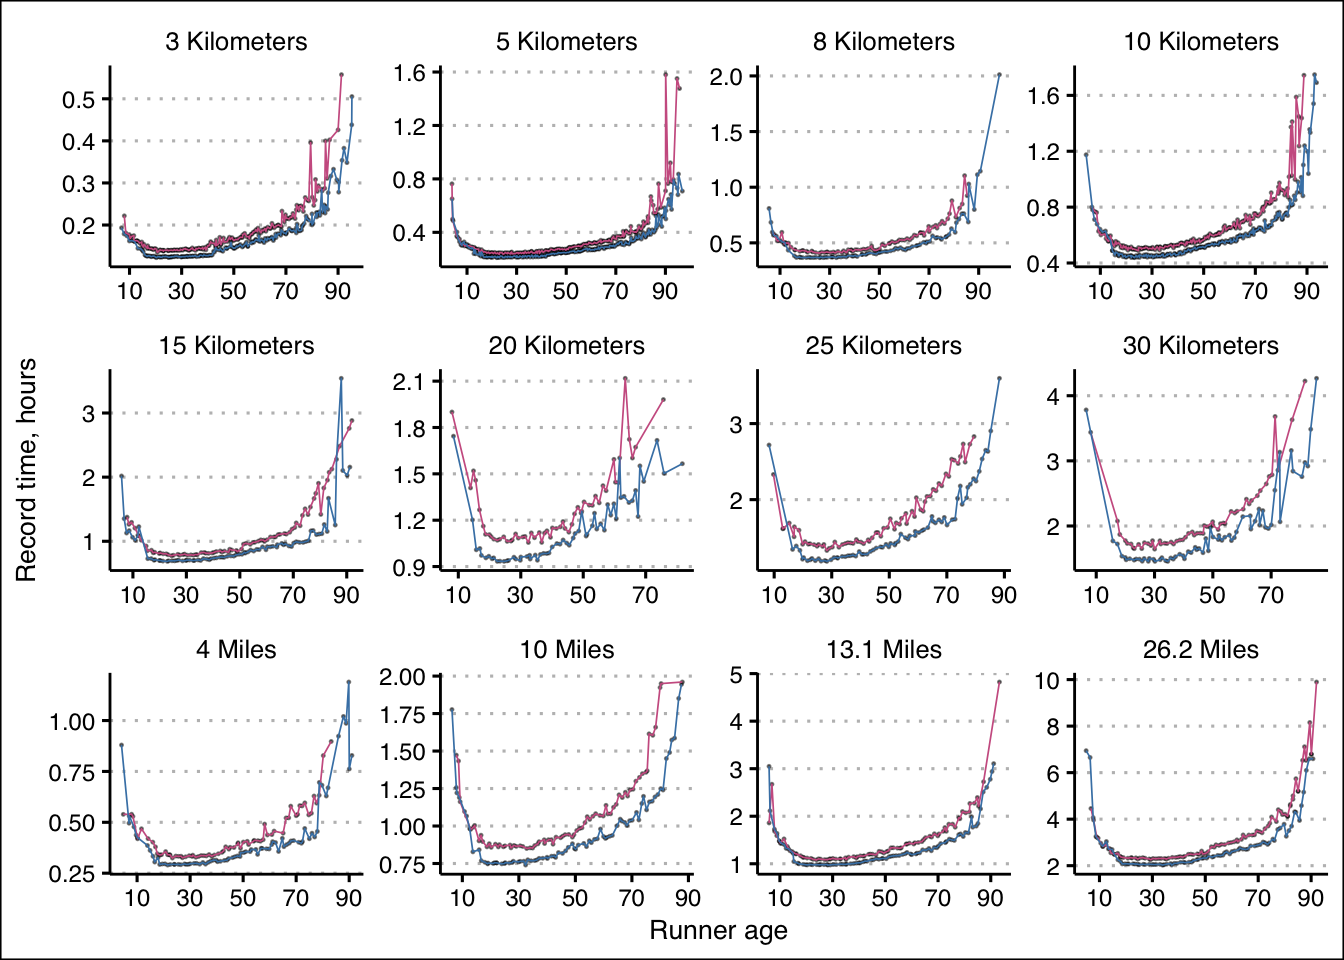 3 Kilometers
5 Kilometers
8 Kilometers
10 Kilometers
0.5
0.4
0.3
0.2
10 30 50 70 90
1.6
1.2
0.8
0.4
10 30 50 70 90
2.0
1.5
1.0
0.5
10 30 50 70 90
1.6
1.2
0.8
0.4
10 30 50 70 90
Record time, hours
15 Kilometers
20 Kilometers
25 Kilometers
30 Kilometers
3
2
1
10 30 50 70 90
2.1
1.8
1.5
1.2
0.9
10 30 50 70
3
2
10 30 50 70 90
4
3
2
10 30 50 70
4 Miles
10 Miles
13.1 Miles
26.2 Miles
1.00
0.75
0.50
0.25
10 30 50 70 90
2.00
1.75
1.50
1.25
1.00
0.75
10 30 50 70 90
5
4
3
2
1
10 30 50 70 90
10
8
6
4
2
10 30 50 70 90
Runner age